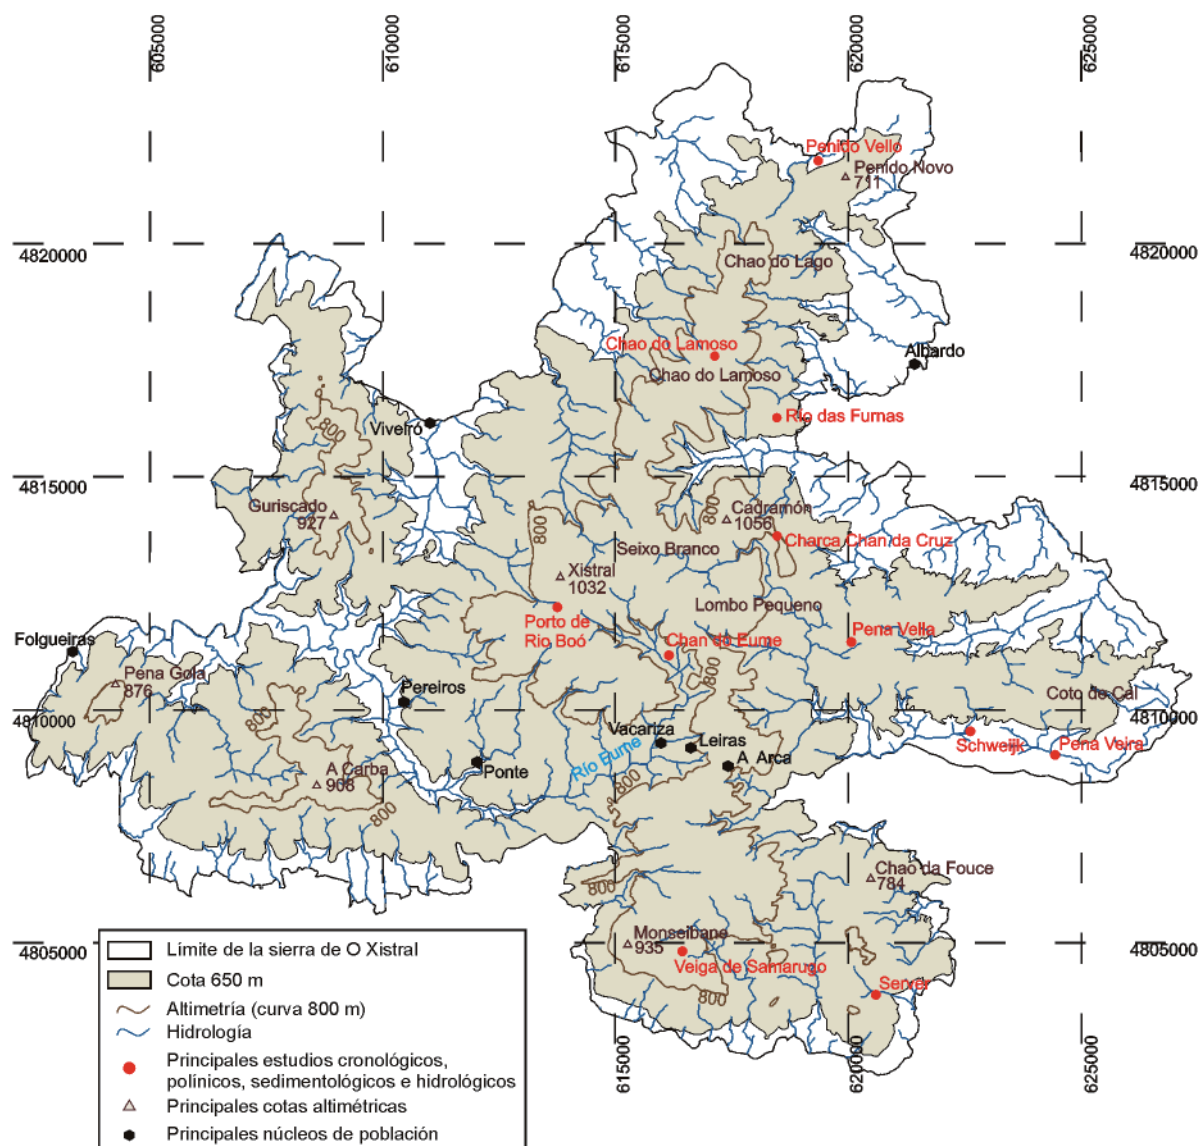 605000
610000
615000
620000
625000
Penido Vello
Penido Novo
711
4820000
4820000
Chao do Lago
Chao do Lamoso
Albardo
Chao do Lamoso
Río das Furnas
800
Viveiró
4815000
4815000
Guriscado
927
800
800
Cadramón
1056
Charca Chan da Cruz
Seixo Branco
Xistral
1032
Lombo Pequeno
Porto de
Río Boó
Chan do Eume
Pena Vella
Folgueiras
800
Pena Gola
876
Pereiros
Coto de Cal
4810000
4810000
800
Vacariza
Leiras
Schweijk
Pena Veira
Río Eume
A Arca
Ponte
A Carba
908
800
800
Chao da Fouce
784
800
Monseibane
935
4805000
4805000
Veiga de Samarugo
Server
800
615000
620000
625000
Límite de la sierra de O Xistral
Cota 650 m
Altimetría (curva 800 m)
Hidrología
Principales estudios cronológicos,
polínicos, sedimentológicos e hidrológicos
Principales cotas altimétricas
Principales núcleos de población